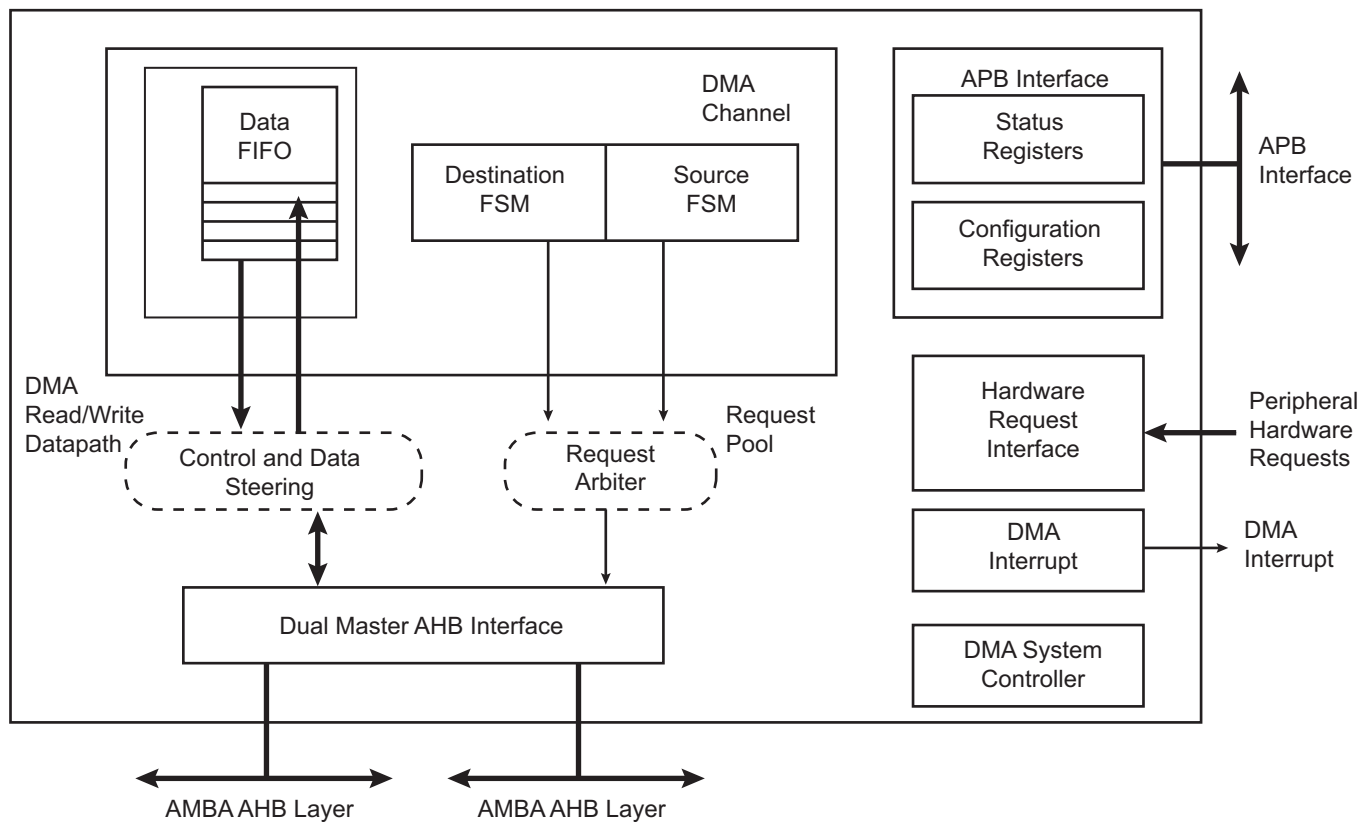 Data
FIFO
DMA
Channel
Destination
FSM
Source
FSM
APB Interface
Status
Registers
Configuration
Registers
APB
Interface
DMA
Read/Write
Datapath
Control and Data
Steering
Request
Arbiter
Request
Pool
Hardware
Request
Interface
Peripheral
Hardware
Requests
DMA
Interrupt
DMA
Interrupt
Dual Master AHB Interface
DMA System
Controller
AMBA AHB Layer
AMBA AHB Layer